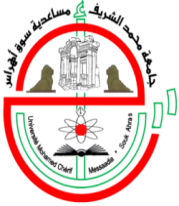 جامعة محمد الشريف مساعدية سوق أهراس
Université Mohamed Chérif Messaadia - Souk Ahras